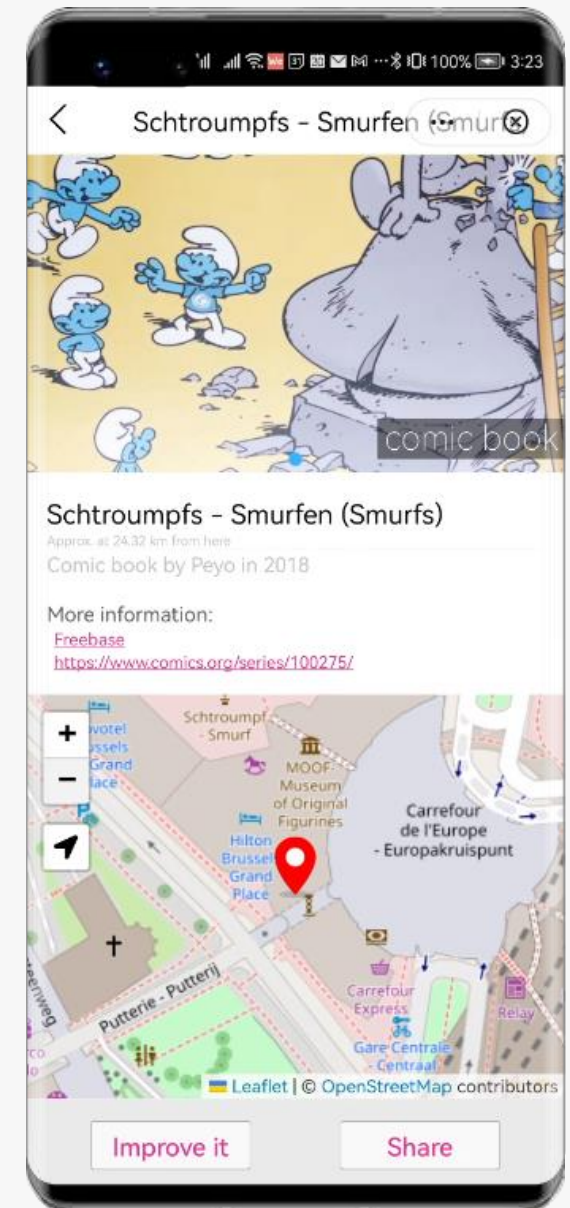 100% 3:23
Schtroumpfs - Smurfen (Smurfs)
comic book
Schtroumpfs - Smurfen (Smurfs)
Approx. at 24.32 km from here
Comic book by Peyo in 2018
More information:
Freebase
https://www.comics.org/series/100275/
+
−
Schtroumpf
- Smurf
MOOF-
Museum
of Original
Figurines
Hilton
Brussel
Grand
Place
Carrefour
de l'Europe
- Europakruispunt
Carrefour
Express
Relay
Gare Centrale
- Centraal
Putterie - Putterij
Leaflet | © OpenStreetMap contributors
Improve it
Share